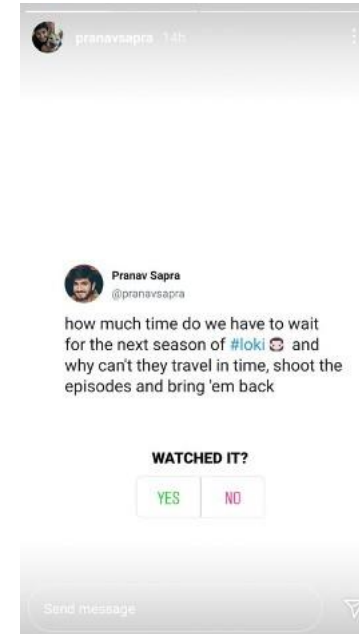 pranavsapra 14h
Pranav Sapra
@pranavsapra
how much time do we have to wait
for the next season of #loki and
why can't they travel in time, shoot the
episodes and bring 'em back
WATCHED IT?
YES NO
Send message